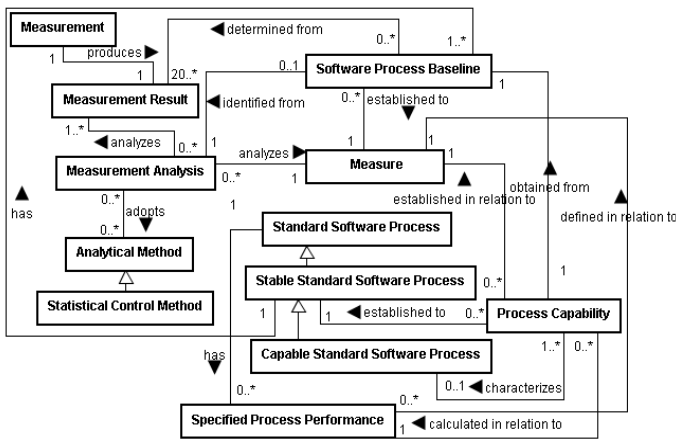 Measurement
determined from
0..*
1..*
produces
1
1
20..*
0..1
Software Process Baseline
1
Measurement Result
identified from
0..*
established to
1..*
analyzes
0..*
1
analyzes
1
1
1
Measure
Measurement Analysis
0..*
1
0..*
adopts
0..*
1
established in relation to
obtained from
defined in relation to
has
Standard Software Process
Analytical Method
Stable Standard Software Process
0..*
1
Statistical Control Method
1
1
established to
0..*
Process Capability
has
Capable Standard Software Process
1..*
0..*
0..1
characterizes
0..*
0..*
Specified Process Performance
1
calculated in relation to